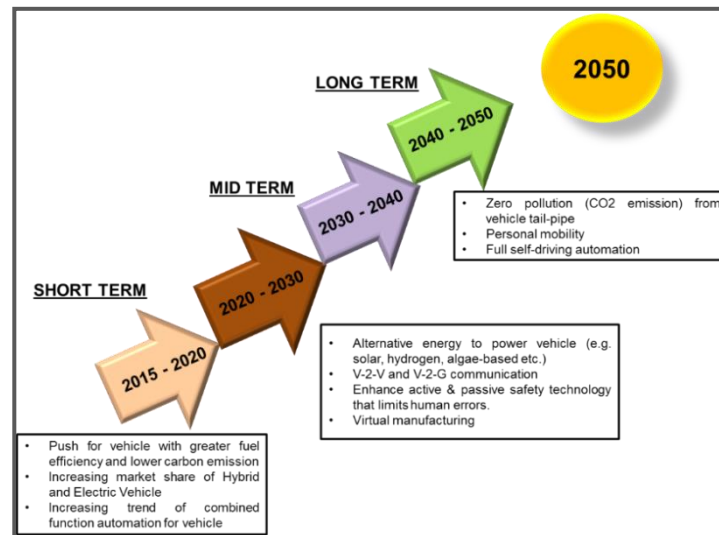 2050
LONG TERM
2040 - 2050
MID TERM
2030 - 2040
• Zero pollution (CO2 emission) from
vehicle tail-pipe
• Personal mobility
• Full self-driving automation
SHORT TERM
2020 - 2030
2015 - 2020
• Alternative energy to power vehicle (e.g.
solar, hydrogen, algae-based etc.)
• V-2-V and V-2-G communication
• Enhance active & passive safety technology
that limits human errors.
• Virtual manufacturing
• Push for vehicle with greater fuel
efficiency and lower carbon emission
• Increasing market share of Hybrid
and Electric Vehicle
• Increasing trend of combined
function automation for vehicle